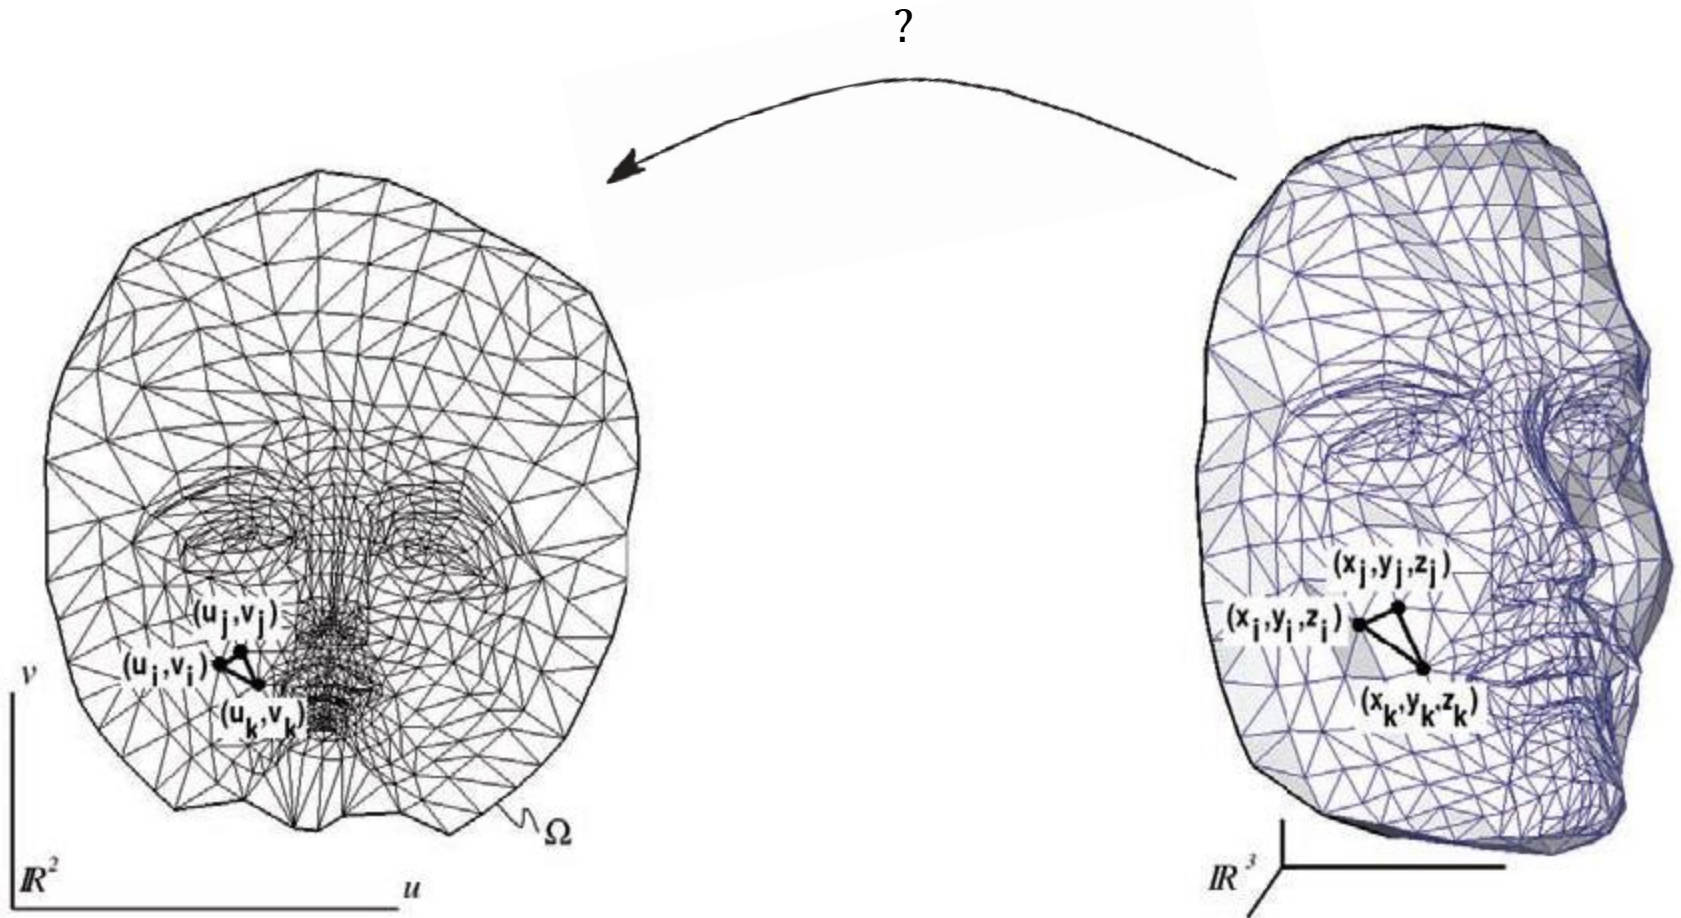 ?
(x_j,y_j,z_j)
(u_j,v_j)
(x_i,y_i,z_i)
(u_i,v_i)
v
(x_k,y_k,z_k)
(u_k,v_k)
Ω
ℝ²
u
ℝ³